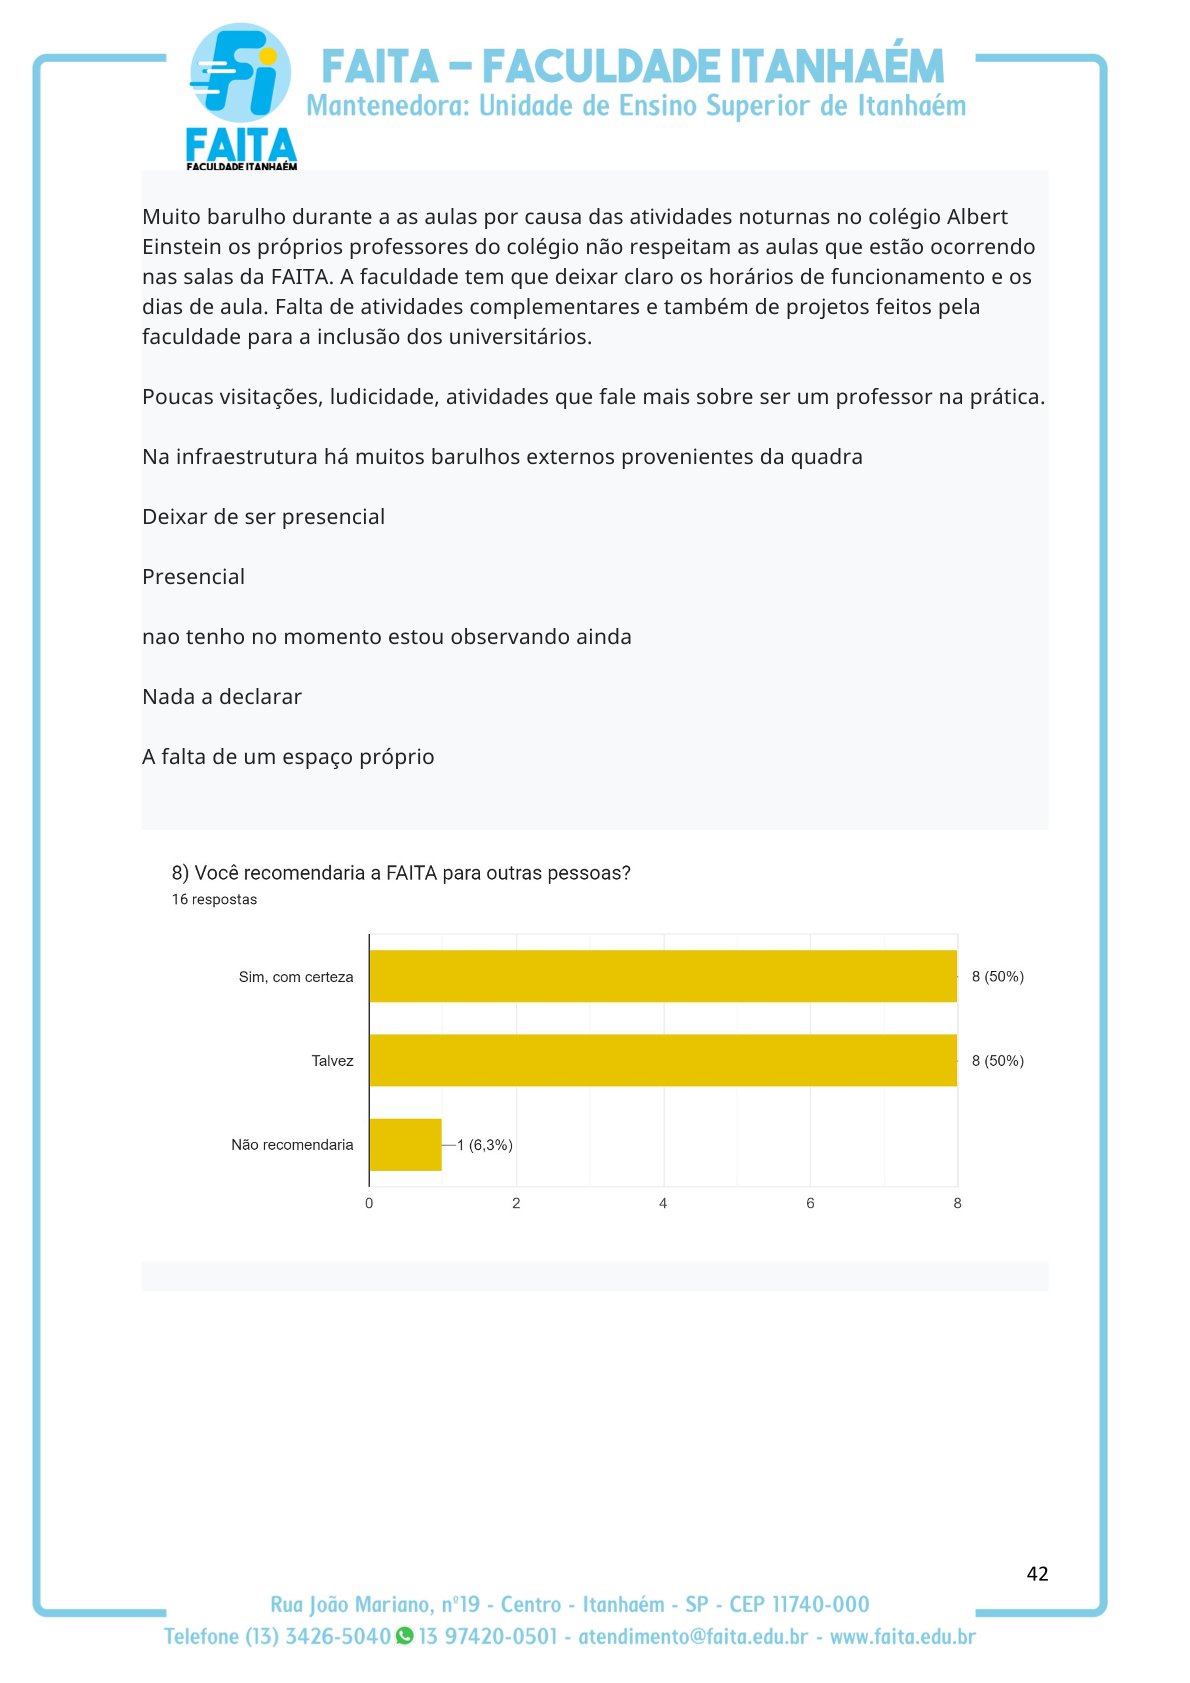 FAITA – FACULDADE ITANHAÉM
Mantenedora: Unidade de Ensino Superior de Itanhaém
Fi
FAITA
FACULDADE ITANHAÉM
Muito barulho durante a as aulas por causa das atividades noturnas no colégio Albert
Einstein os próprios professores do colégio não respeitam as aulas que estão ocorrendo
nas salas da FAITA. A faculdade tem que deixar claro os horários de funcionamento e os
dias de aula. Falta de atividades complementares e também de projetos feitos pela
faculdade para a inclusão dos universitários.
Poucas visitações, ludicidade, atividades que fale mais sobre ser um professor na prática.
Na infraestrutura há muitos barulhos externos provenientes da quadra
Deixar de ser presencial
Presencial
nao tenho no momento estou observando ainda
Nada a declarar
A falta de um espaço próprio
8) Você recomendaria a FAITA para outras pessoas?
16 respostas
Sim, com certeza 8 (50%)
Talvez 8 (50%)
Não recomendaria 1 (6,3%)
0 2 4 6 8
42
Rua João Mariano, nº19 - Centro - Itanhaém - SP - CEP 11740-000
Telefone (13) 3426-5040 13 97420-0501 - atendimento@faita.edu.br - www.faita.edu.br